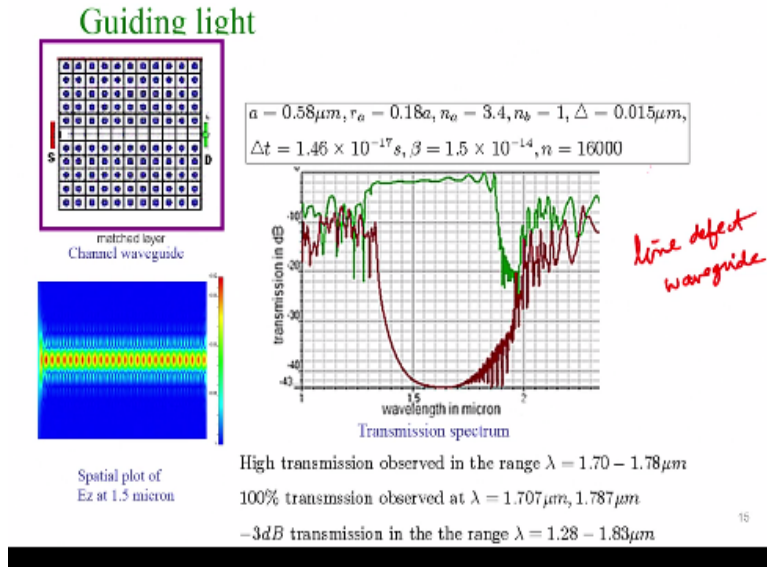 Guiding light
S
D
matched layer
Channel waveguide
a = 0.58μm, rₐ = 0.18a, nₐ = 3.4, n_b = 1, Δ = 0.015μm,
Δt = 1.46 × 10⁻¹⁷s, β = 1.5 × 10⁻¹⁴, n = 16000
transmission in dB
-10
-20
-30
-40
-43
1
1.5
2
wavelength in micron
Transmission spectrum
line defect
waveguide
Spatial plot of
Ez at 1.5 micron
High transmission observed in the range λ = 1.70 – 1.78μm
100% transmssion observed at λ = 1.707μm, 1.787μm
−3dB transmission in the the range λ = 1.28 – 1.83μm
15